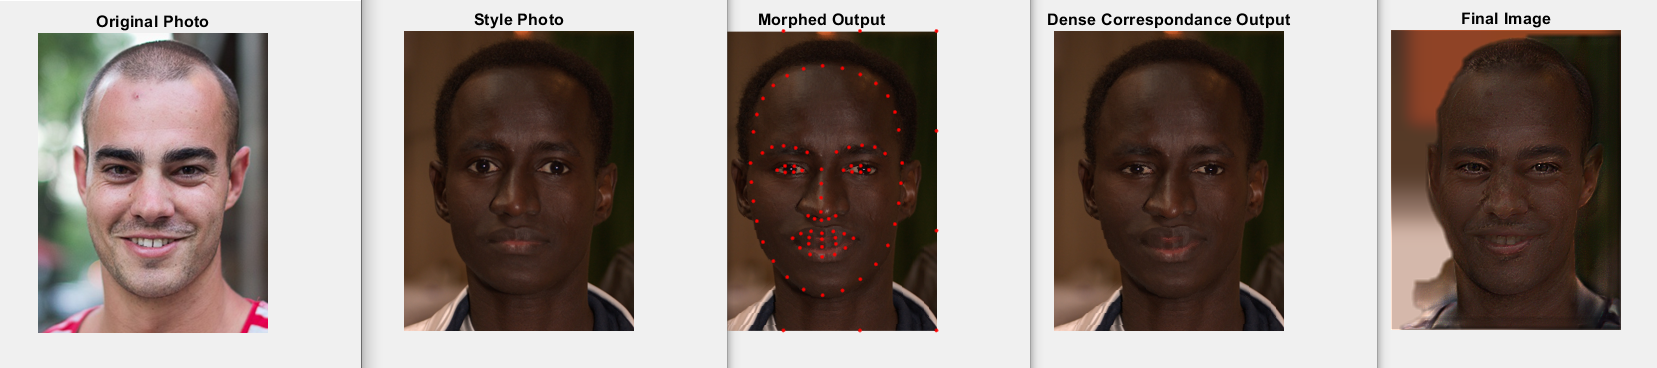 Original Photo
Style Photo
Morphed Output
Dense Correspondance Output
Final Image